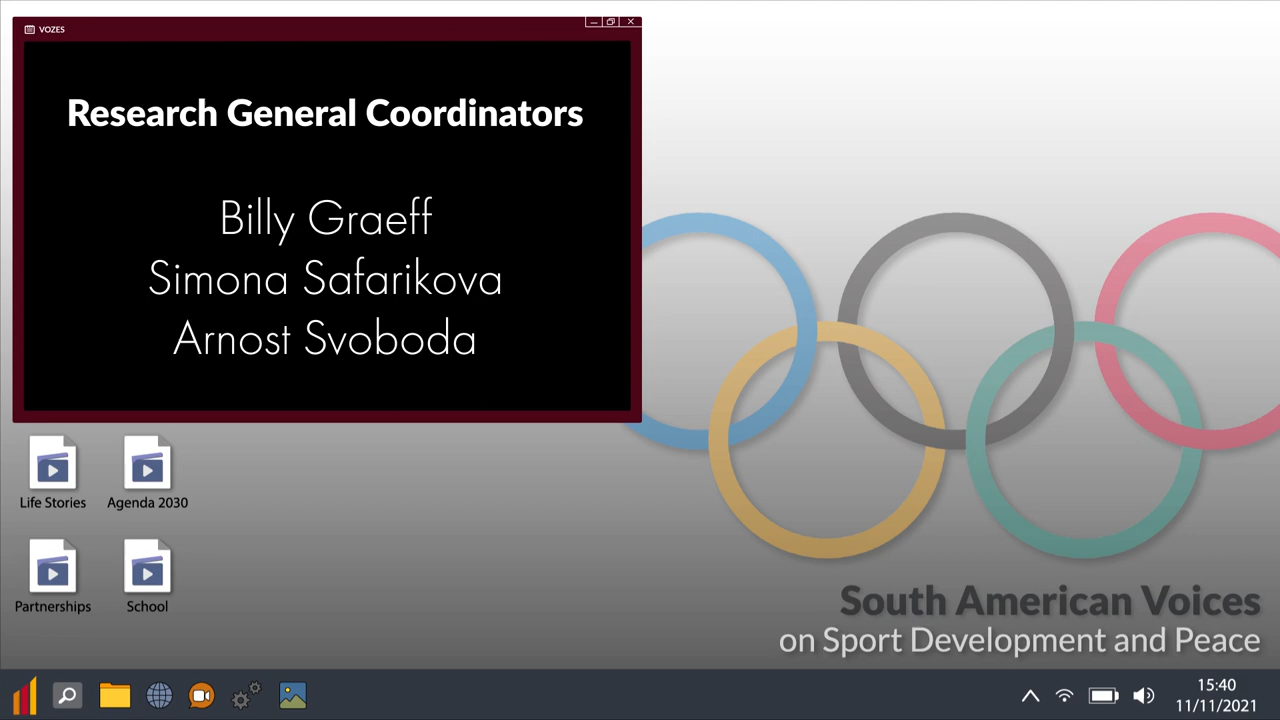 VOZES
Research General Coordinators
Billy Graeff
Simona Safarikova
Arnost Svoboda
Life Stories
Agenda 2030
Partnerships
School
South American Voices
on Sport Development and Peace
15:40
11/11/2021